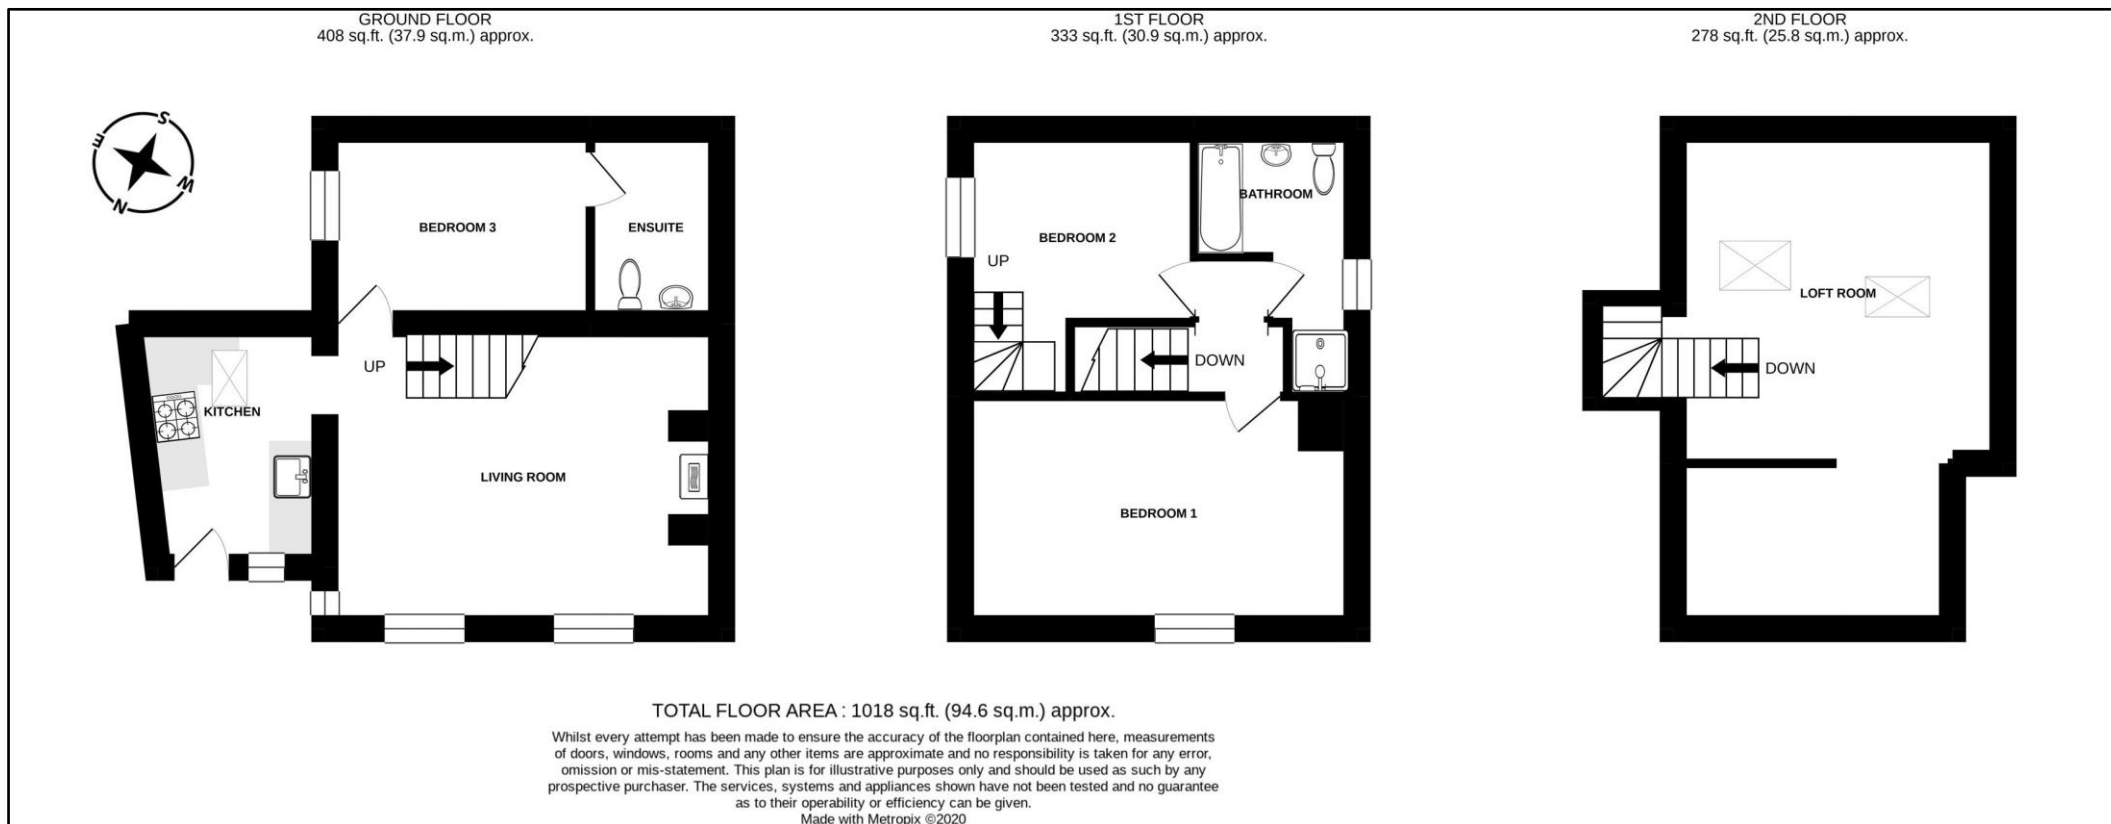 GROUND FLOOR
408 sq.ft. (37.9 sq.m.) approx.
1ST FLOOR
333 sq.ft. (30.9 sq.m.) approx.
2ND FLOOR
278 sq.ft. (25.8 sq.m.) approx.
S
E
W
N
BEDROOM 3
ENSUITE
UP
KITCHEN
LIVING ROOM
BATHROOM
BEDROOM 2
UP
DOWN
BEDROOM 1
LOFT ROOM
DOWN
TOTAL FLOOR AREA : 1018 sq.ft. (94.6 sq.m.) approx.
Whilst every attempt has been made to ensure the accuracy of the floorplan contained here, measurements
of doors, windows, rooms and any other items are approximate and no responsibility is taken for any error,
omission or mis-statement. This plan is for illustrative purposes only and should be used as such by any
prospective purchaser. The services, systems and appliances shown have not been tested and no guarantee
as to their operability or efficiency can be given.
Made with Metropix ©2020